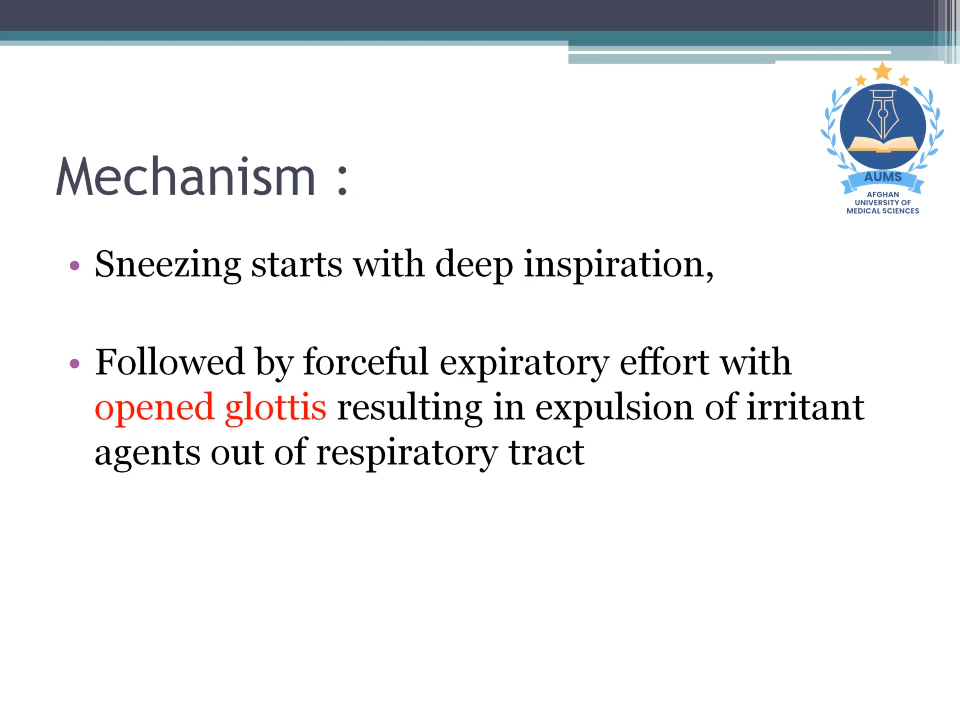 AUMS
AFGHAN
UNIVERSITY OF
MEDICAL SCIENCES
Mechanism :
• Sneezing starts with deep inspiration,
• Followed by forceful expiratory effort with
opened glottis resulting in expulsion of irritant
agents out of respiratory tract